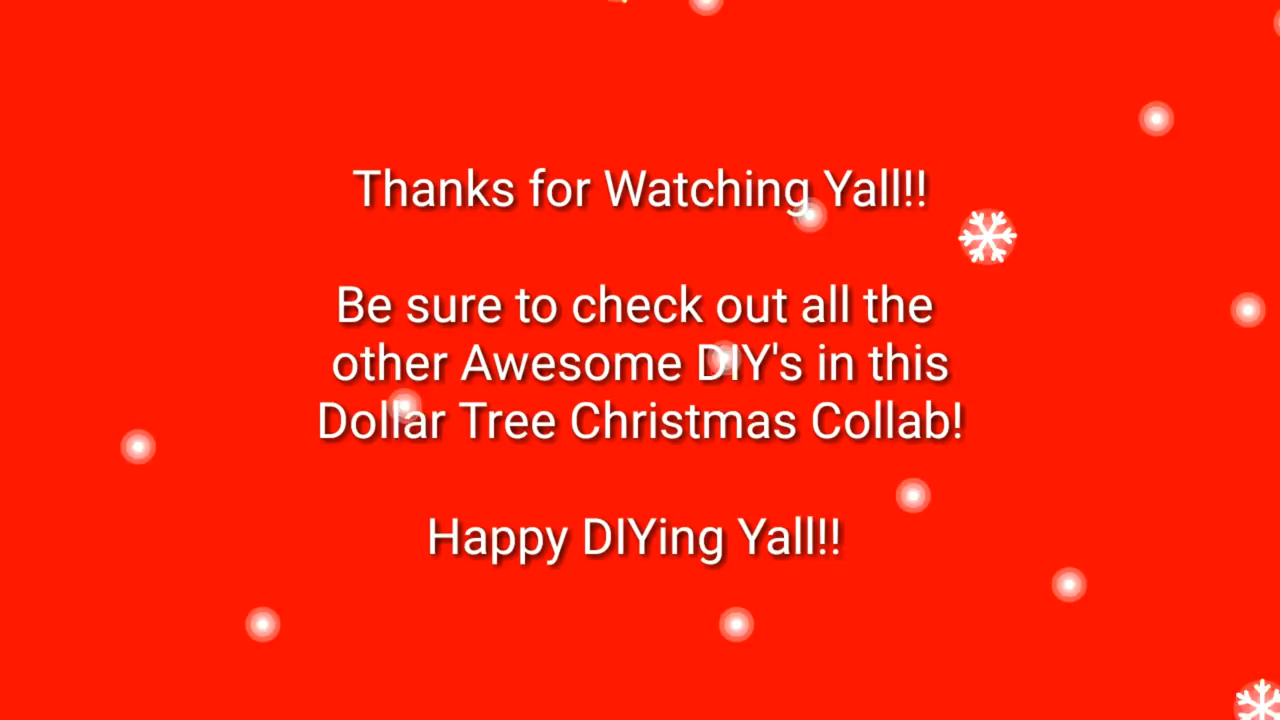 Thanks for Watching Yall!!
Be sure to check out all the
other Awesome DIY's in this
Dollar Tree Christmas Collab!
Happy DIYing Yall!!